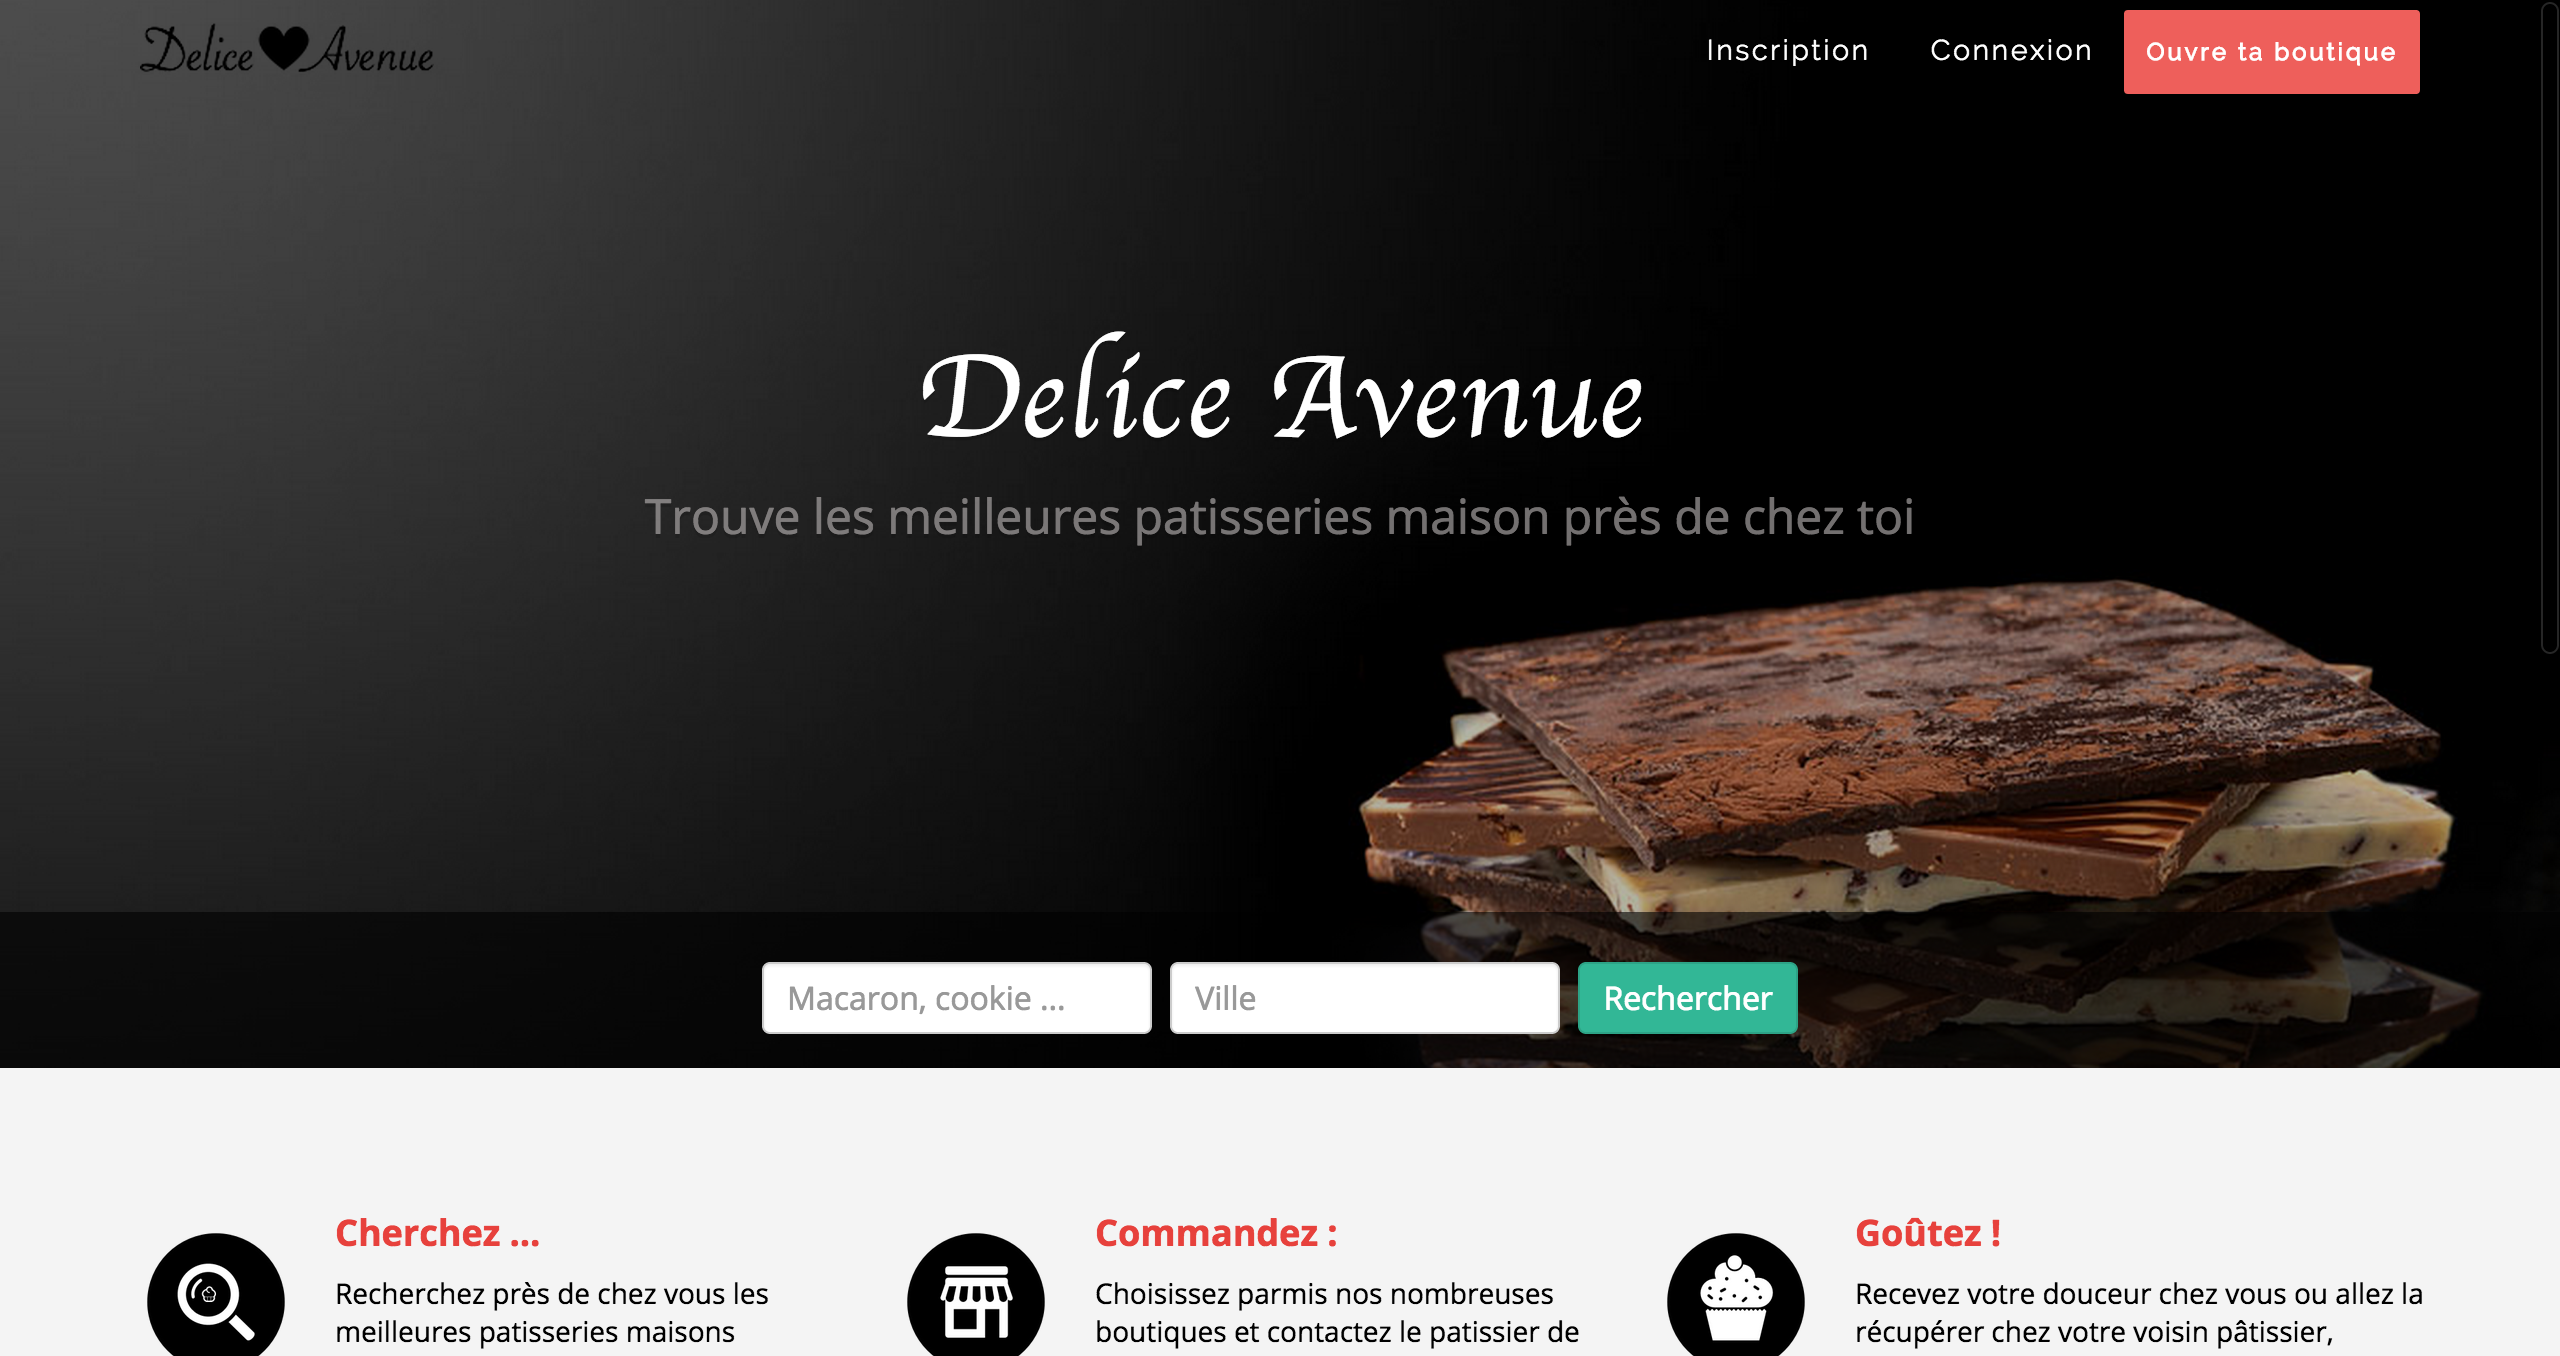 Delice Avenue
Inscription
Connexion
Ouvre ta boutique
Delice Avenue
Trouve les meilleures patisseries maison près de chez toi
Macaron, cookie ...
Ville
Rechercher
Cherchez ...
Recherchez près de chez vous les
meilleures patisseries maisons
Commandez :
Choisissez parmis nos nombreuses
boutiques et contactez le patissier de
Goûtez !
Recevez votre douceur chez vous ou allez la
récupérer chez votre voisin pâtissier,